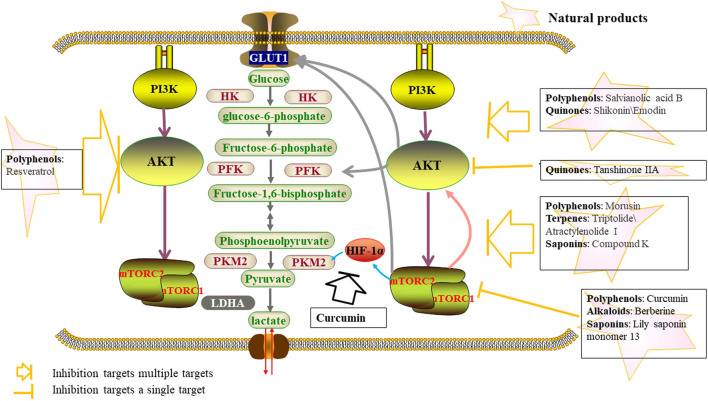 Natural products
GLUT1
PI3K
AKT
mTORC2
mTORC1
Polyphenols:
Resveratrol
Glucose
HK
HK
glucose-6-phosphate
Fructose-6-phosphate
PFK
PFK
Fructose-1,6-bisphosphate
Phosphoenolpyruvate
PKM2
PKM2
Pyruvate
LDHA
lactate
HIF-1α
Curcumin
PI3K
AKT
mTORC2
mTORC1
Polyphenols: Salvianolic acid B
Quinones: Shikonin\Emodin
Quinones: Tanshinone IIA
Polyphenols: Morusin
Terpenes: Triptolide\
Atractylenolide I
Saponins: Compound K
Polyphenols: Curcumin
Alkaloids: Berberine
Saponins: Lily saponin
monomer 13
Inhibition targets multiple targets
Inhibition targets a single target